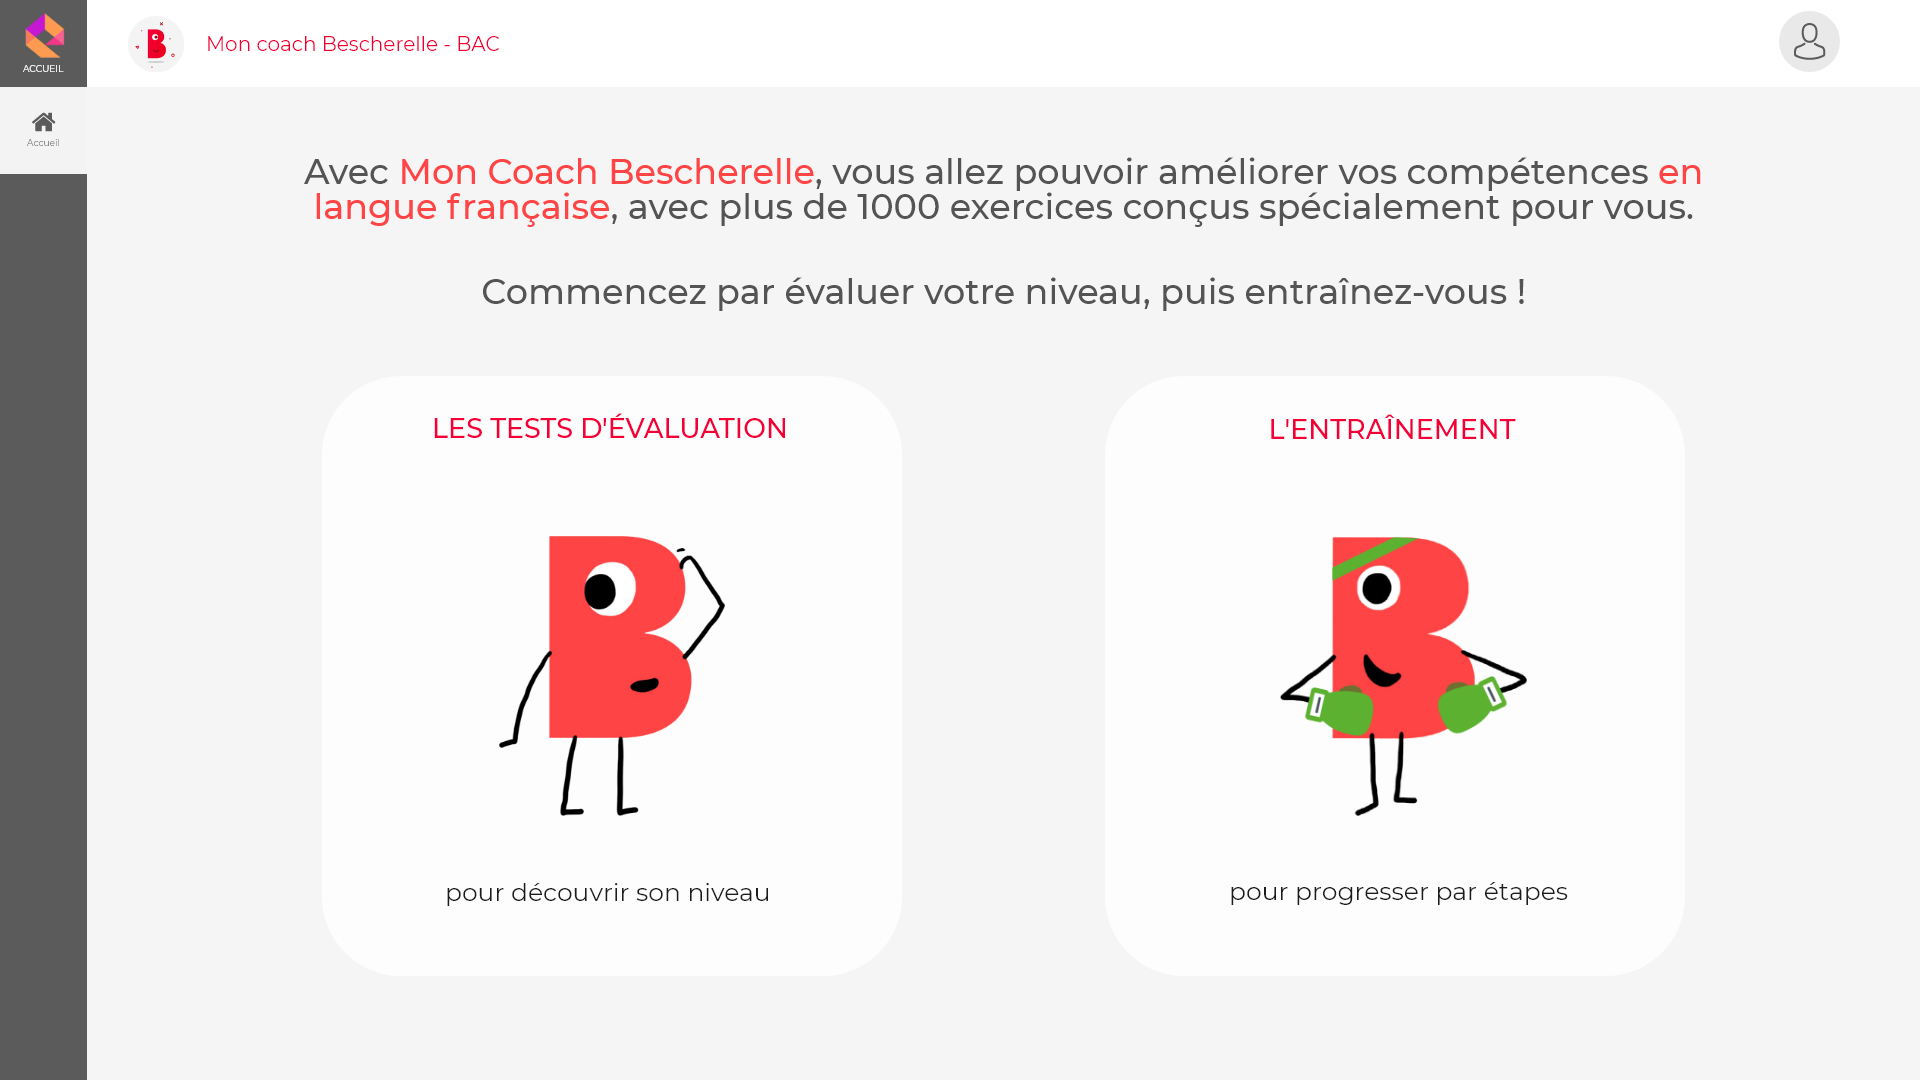 ACCUEIL
Mon coach Bescherelle - BAC
Accueil
Avec Mon Coach Bescherelle, vous allez pouvoir améliorer vos compétences en
langue française, avec plus de 1000 exercices conçus spécialement pour vous.
Commencez par évaluer votre niveau, puis entraînez-vous !
LES TESTS D'ÉVALUATION
pour découvrir son niveau
L'ENTRAÎNEMENT
pour progresser par étapes